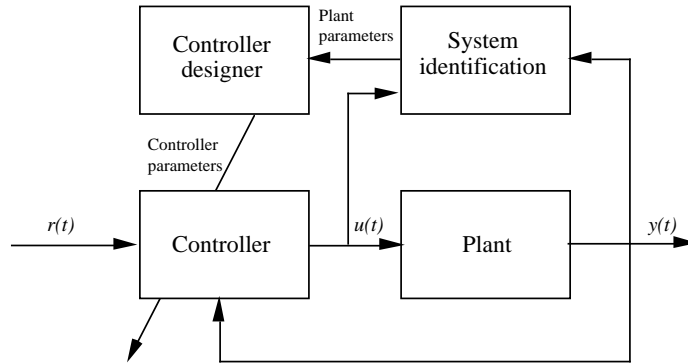 Controller
designer
Plant
parameters
System
identification
Controller
parameters
r(t)
Controller
u(t)
Plant
y(t)